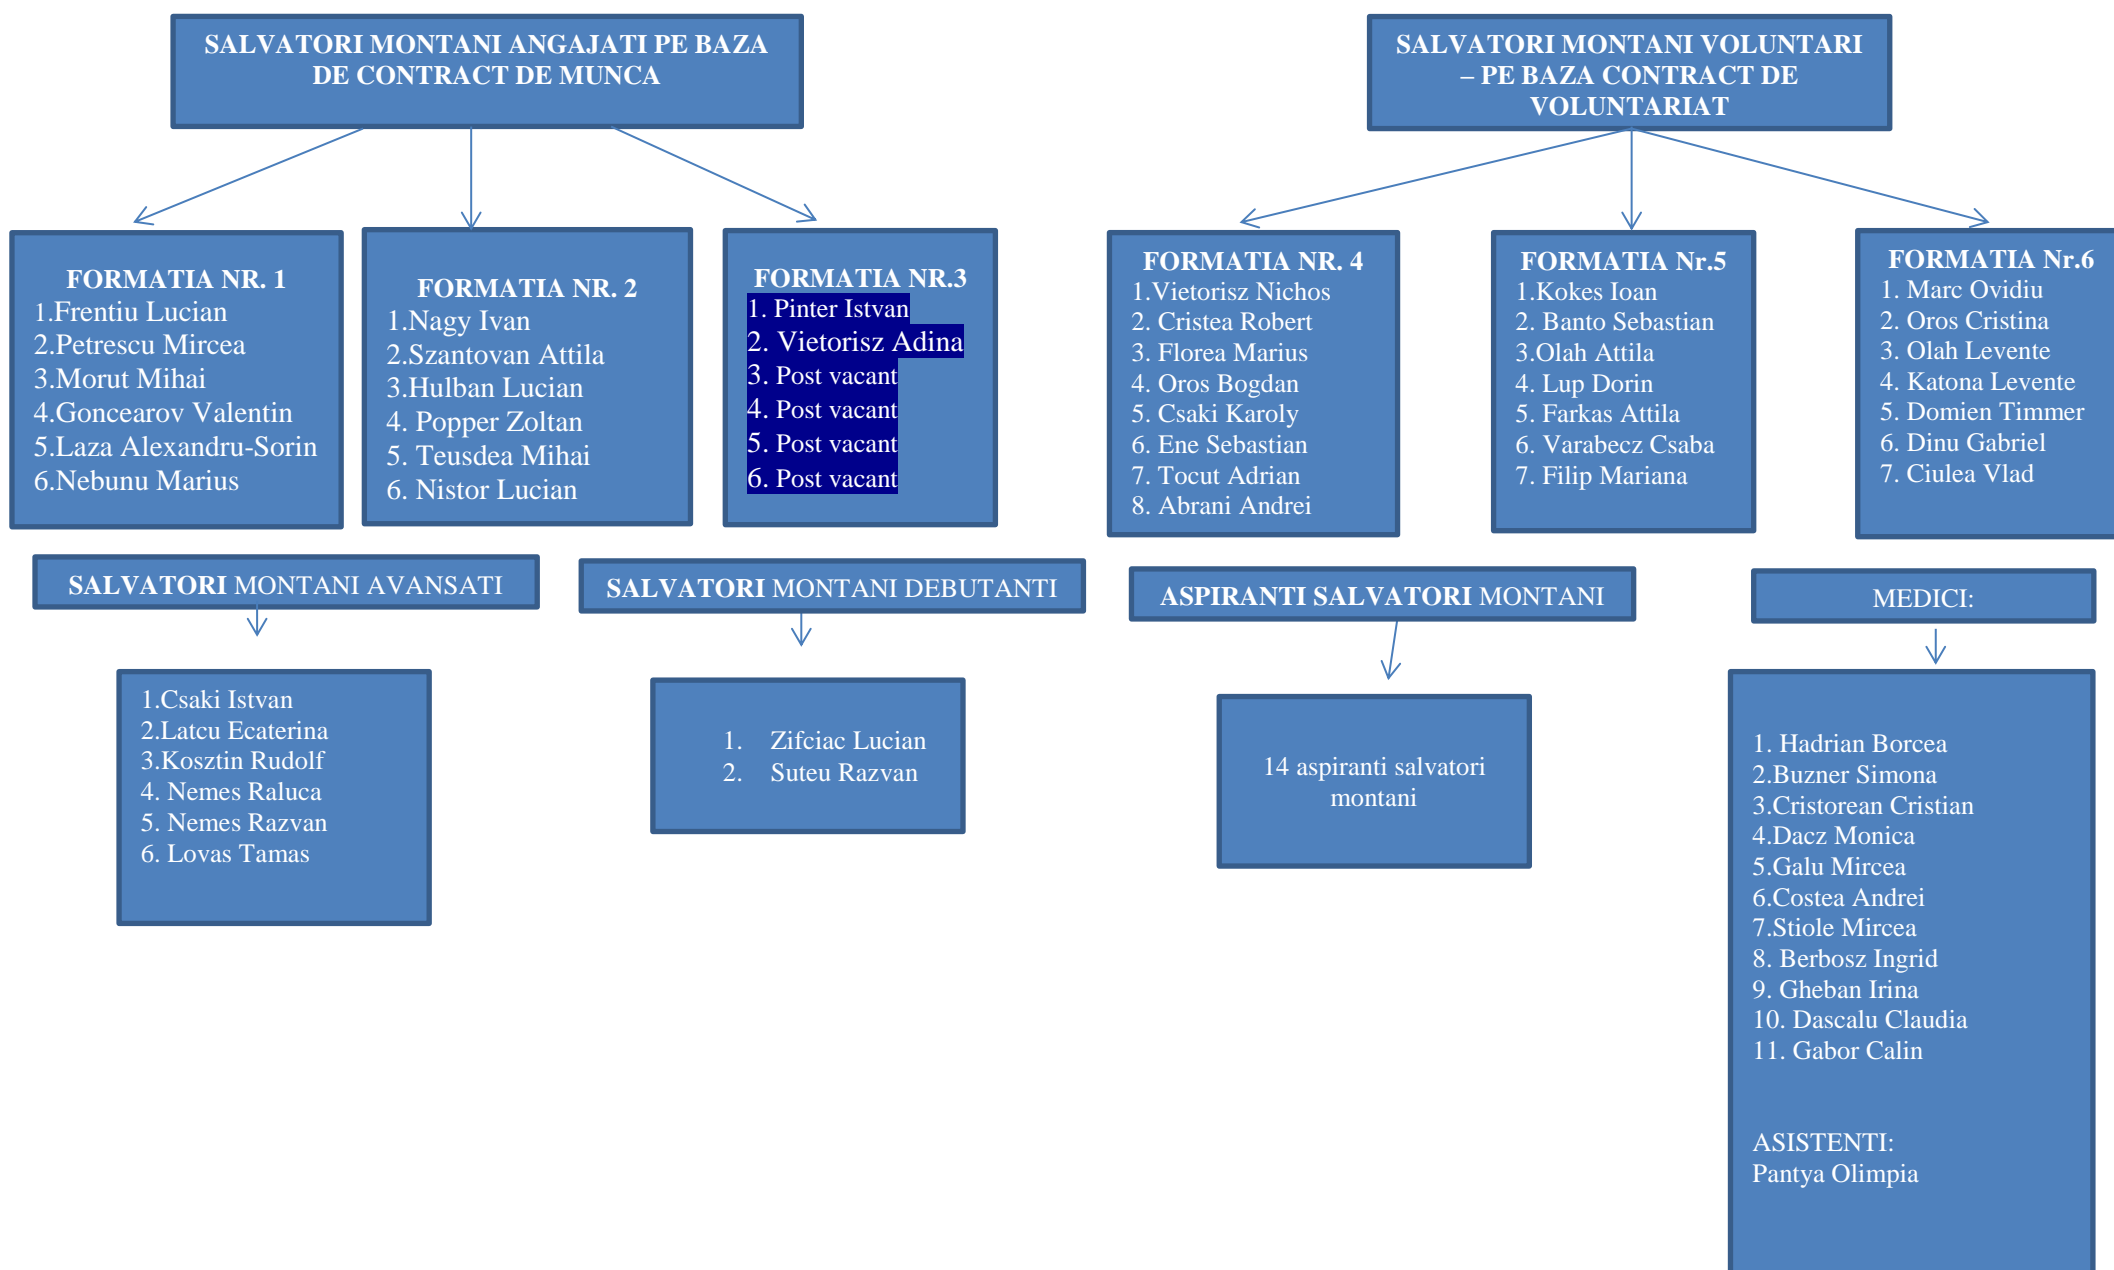 SALVATORI MONTANI ANGAJATI PE BAZA
DE CONTRACT DE MUNCA
SALVATORI MONTANI VOLUNTARI
– PE BAZA CONTRACT DE
VOLUNTARIAT
FORMATIA NR. 1
1.Frentiu Lucian
2.Petrescu Mircea
3.Morut Mihai
4.Goncearov Valentin
5.Laza Alexandru-Sorin
6.Nebunu Marius
FORMATIA NR. 2
1.Nagy Ivan
2.Szantovan Attila
3.Hulban Lucian
4. Popper Zoltan
5. Teusdea Mihai
6. Nistor Lucian
FORMATIA NR.3
1. Pinter Istvan
2. Vietorisz Adina
3. Post vacant
4. Post vacant
5. Post vacant
6. Post vacant
FORMATIA NR. 4
1.Vietorisz Nichos
2. Cristea Robert
3. Florea Marius
4. Oros Bogdan
5. Csaki Karoly
6. Ene Sebastian
7. Tocut Adrian
8. Abrani Andrei
FORMATIA Nr.5
1.Kokes Ioan
2. Banto Sebastian
3.Olah Attila
4. Lup Dorin
5. Farkas Attila
6. Varabecz Csaba
7. Filip Mariana
FORMATIA Nr.6
1. Marc Ovidiu
2. Oros Cristina
3. Olah Levente
4. Katona Levente
5. Domien Timmer
6. Dinu Gabriel
7. Ciulea Vlad
SALVATORI MONTANI AVANSATI
1.Csaki Istvan
2.Latcu Ecaterina
3.Kosztin Rudolf
4. Nemes Raluca
5. Nemes Razvan
6. Lovas Tamas
SALVATORI MONTANI DEBUTANTI
1. Zifciac Lucian
2. Suteu Razvan
ASPIRANTI SALVATORI MONTANI
14 aspiranti salvatori
montani
MEDICI:
1. Hadrian Borcea
2.Buzner Simona
3.Cristorean Cristian
4.Dacz Monica
5.Galu Mircea
6.Costea Andrei
7.Stiole Mircea
8. Berbosz Ingrid
9. Gheban Irina
10. Dascalu Claudia
11. Gabor Calin
ASISTENTI:
Pantya Olimpia